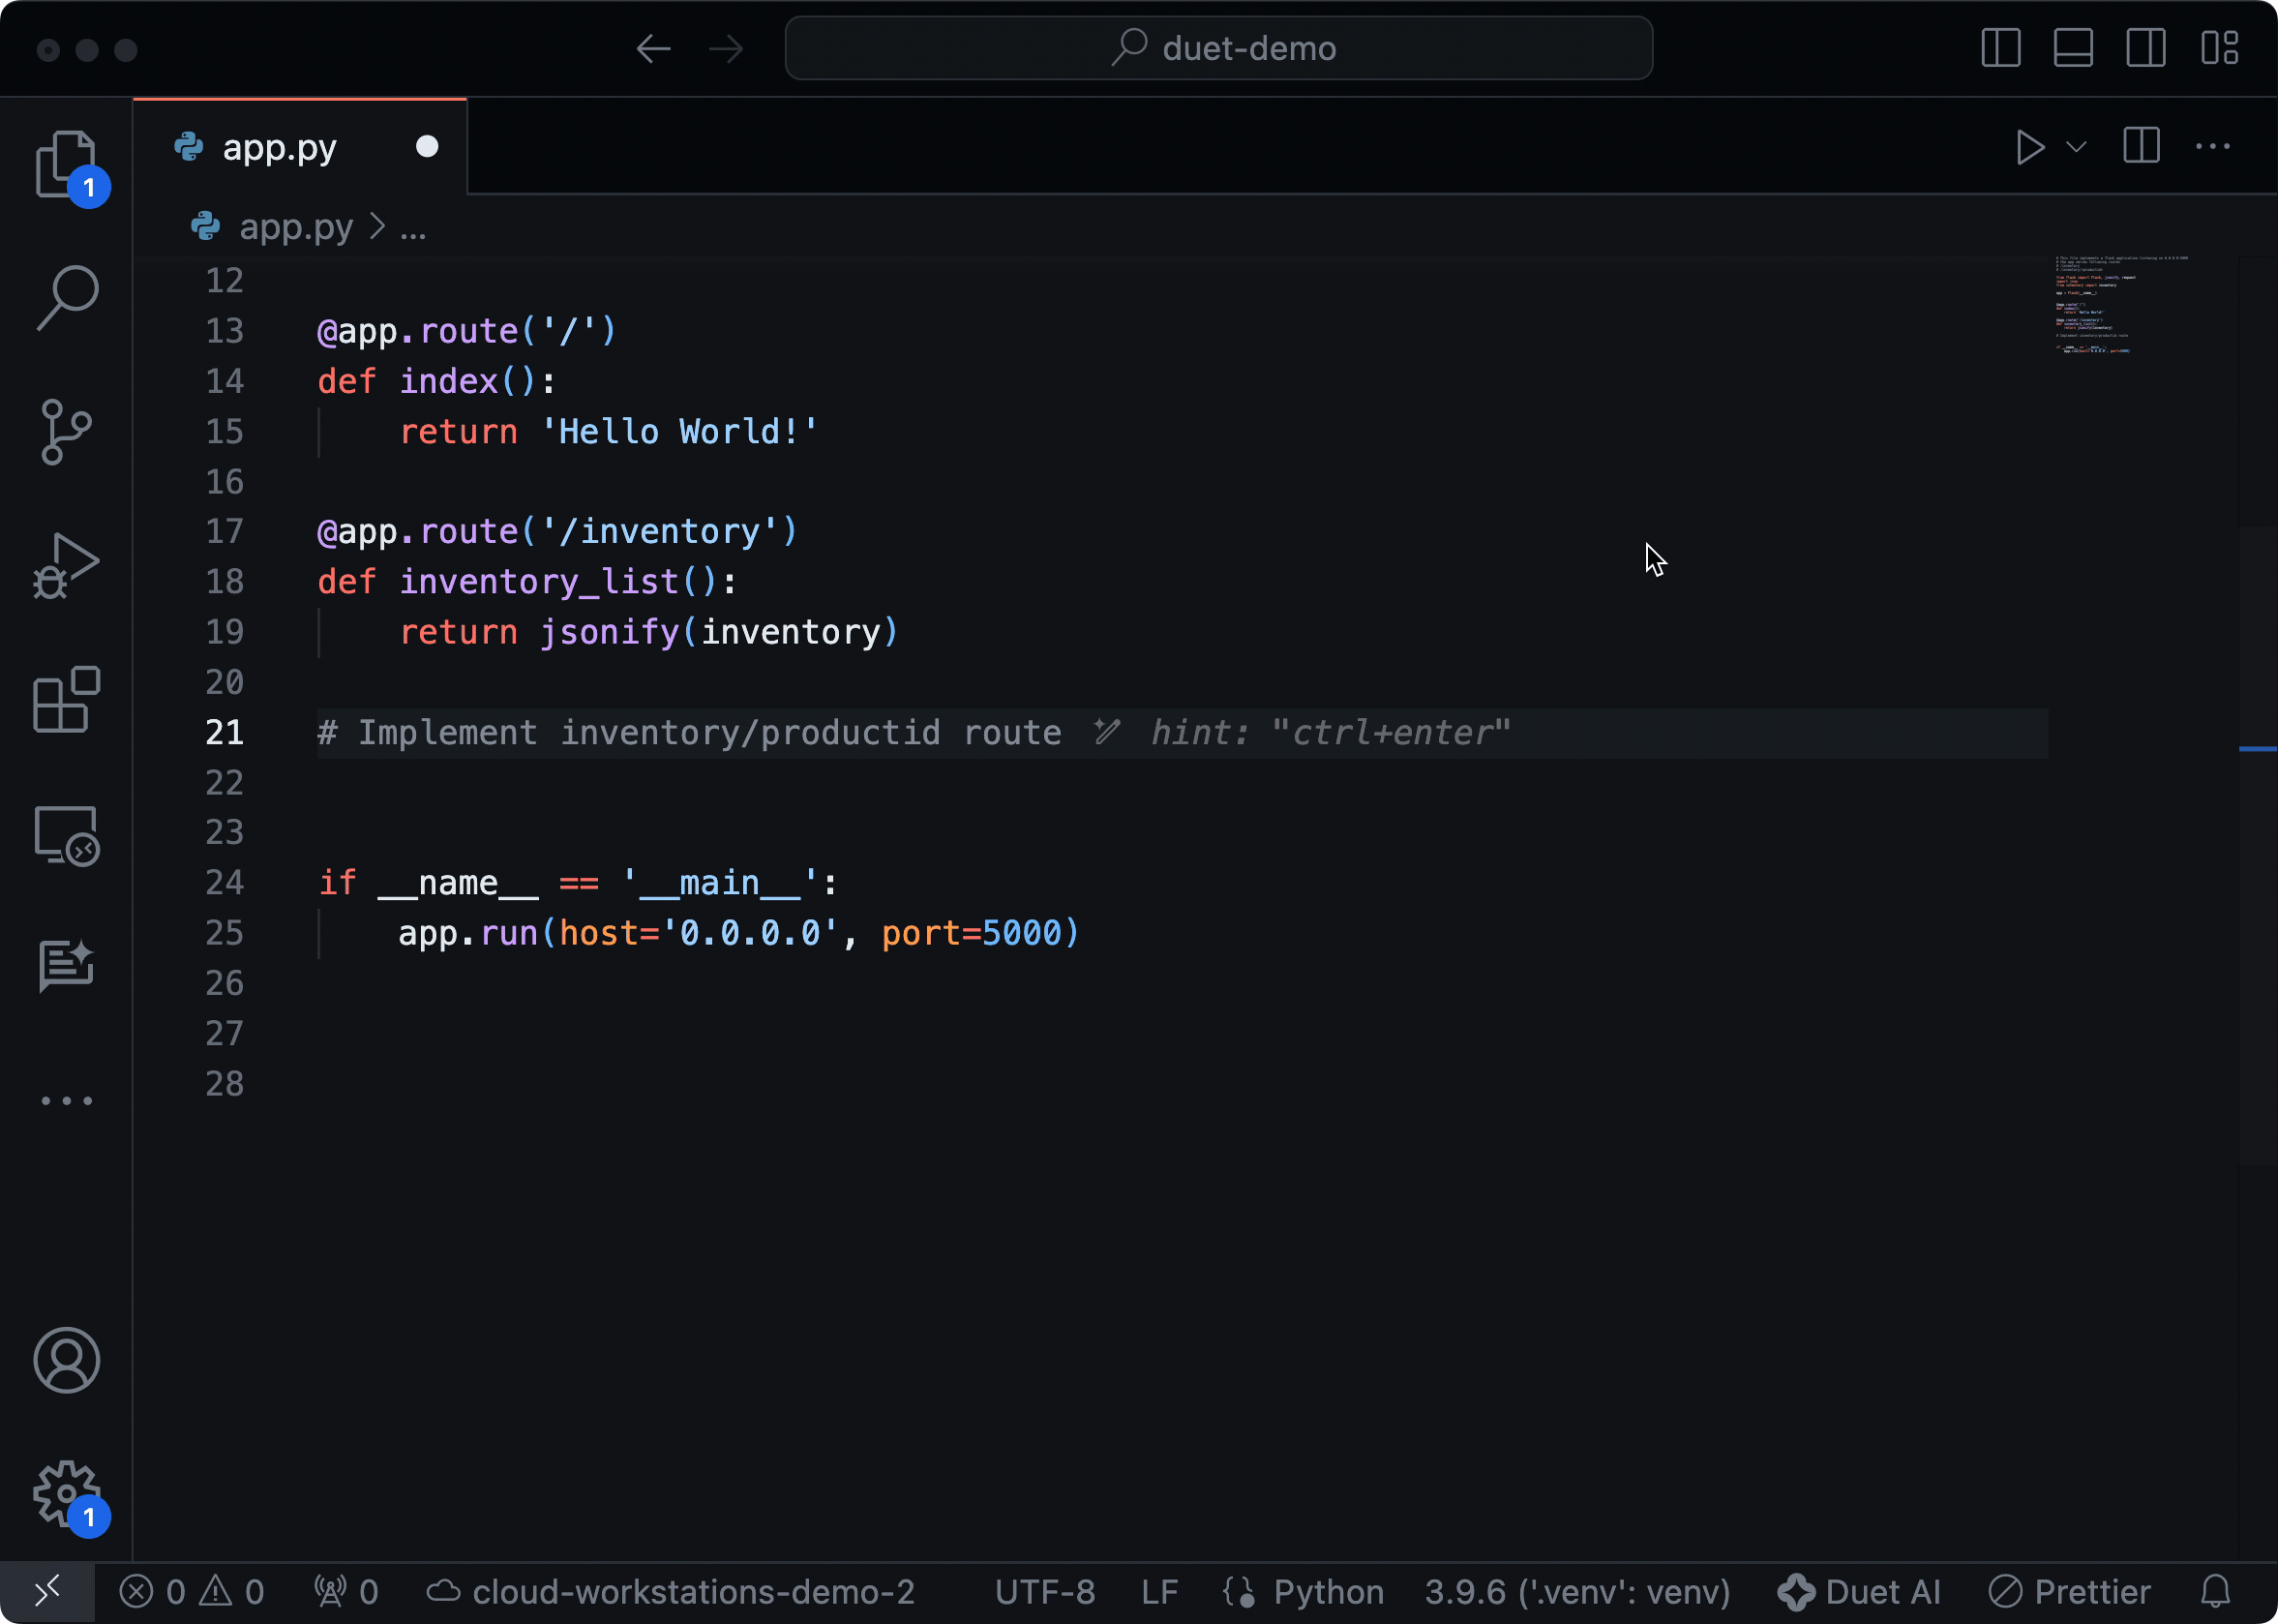 duet-demo
app.py
1
app.py > ...
12
13 @app.route('/')
14 def index():
15 return 'Hello World!'
16
17 @app.route('/inventory')
18 def inventory_list():
19 return jsonify(inventory)
20
21 # Implement inventory/productid route hint: "ctrl+enter"
22
23
24 if __name__ == '__main__':
25 app.run(host='0.0.0.0', port=5000)
26
27
28
1
0 0 0 cloud-workstations-demo-2 UTF-8 LF Python 3.9.6 ('.venv': venv) Duet AI Prettier